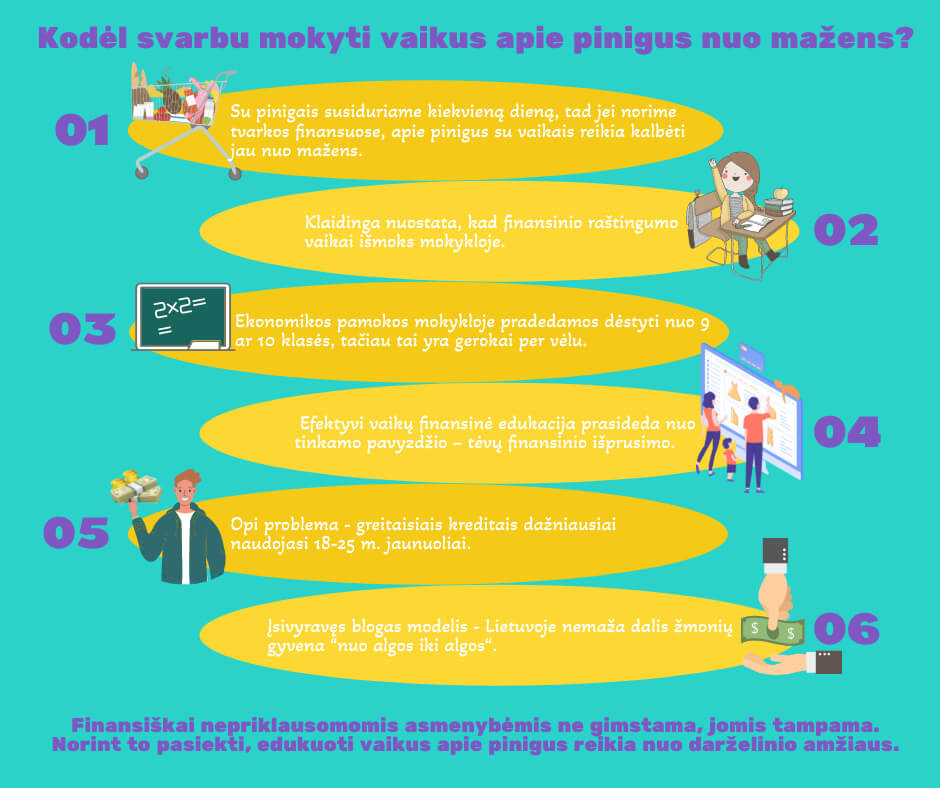 Kodėl svarbu mokyti vaikus apie pinigus nuo mažens?
01
Su pinigais susiduriame kiekvieną dieną, tad jei norime
tvarkos finansuose, apie pinigus su vaikais reikia kalbėti
jau nuo mažens.
Klaidinga nuostata, kad finansinio raštingumo
vaikai išmoks mokykloje.
02
03
2x2=
=
Ekonomikos pamokos mokykloje pradedamos dėstyti nuo 9
ar 10 klasės, tačiau tai yra gerokai per vėlu.
Efektyvi vaikų finansinė edukacija prasideda nuo
tinkamo pavyzdžio – tėvų finansinio išprusimo.
04
05
Opi problema - greitaisiais kreditais dažniausiai
naudojasi 18-25 m. jaunuoliai.
Įsivyravęs blogas modelis - Lietuvoje nemaža dalis žmonių
gyvena “nuo algos iki algos“.
$ $
06
Finansiškai nepriklausomomis asmenybėmis ne gimstama, jomis tampama.
Norint to pasiekti, edukuoti vaikus apie pinigus reikia nuo darželinio amžiaus.